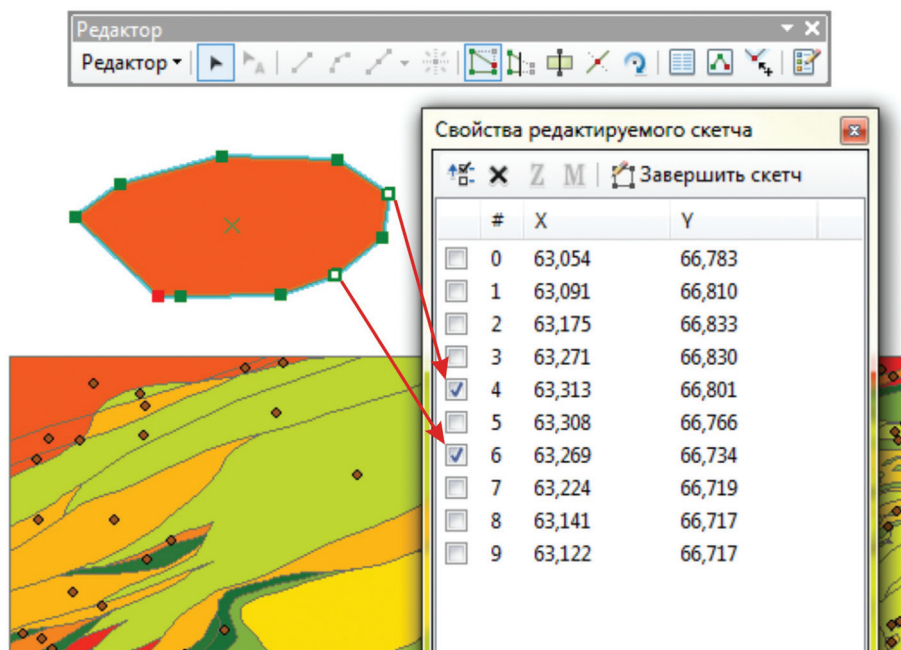 Редактор
Редактор
Свойства редактируемого скетча
Z M Завершить скетч
# X Y
0 63,054 66,783
1 63,091 66,810
2 63,175 66,833
3 63,271 66,830
4 63,313 66,801
5 63,308 66,766
6 63,269 66,734
7 63,224 66,719
8 63,141 66,717
9 63,122 66,717